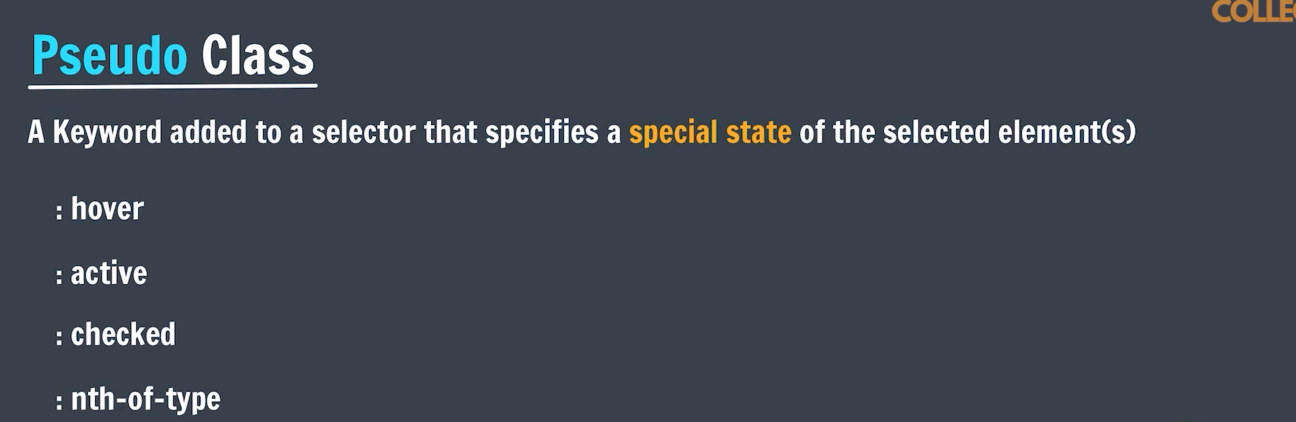 COLLE
Pseudo Class
A Keyword added to a selector that specifies a special state of the selected element(s)
: hover
: active
: checked
: nth-of-type